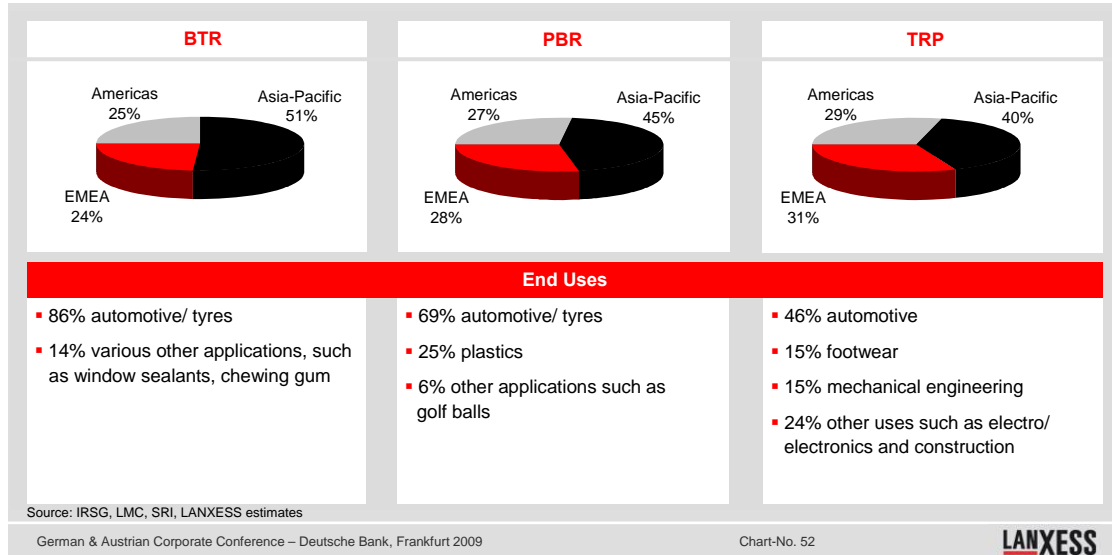 BTR
PBR
TRP
Americas
25%
Asia-Pacific
51%
EMEA
24%
Americas
27%
Asia-Pacific
45%
EMEA
28%
Americas
29%
Asia-Pacific
40%
EMEA
31%
End Uses
▪ 86% automotive/ tyres
▪ 14% various other applications, such
as window sealants, chewing gum
▪ 69% automotive/ tyres
▪ 25% plastics
▪ 6% other applications such as
golf balls
▪ 46% automotive
▪ 15% footwear
▪ 15% mechanical engineering
▪ 24% other uses such as electro/
electronics and construction
Source: IRSG, LMC, SRI, LANXESS estimates
German & Austrian Corporate Conference – Deutsche Bank, Frankfurt 2009
Chart-No. 52
LANXESS